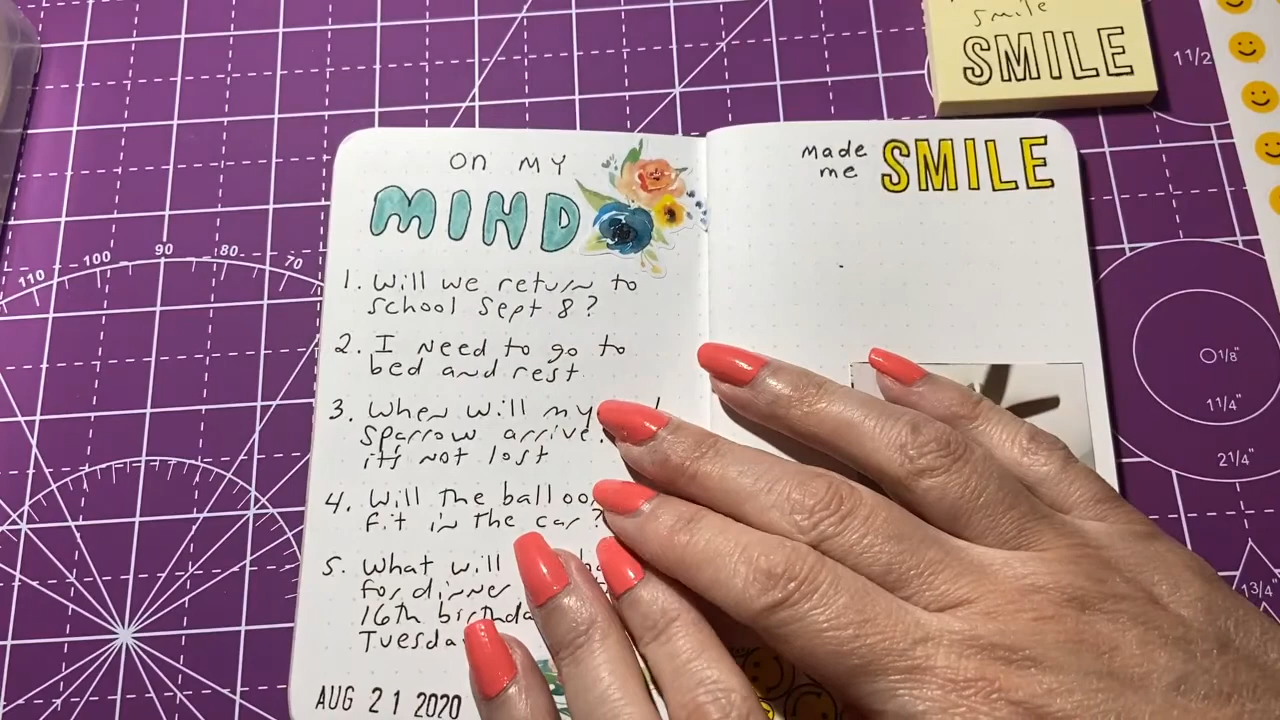 smile
SMILE
1 1/2
on my
MIND
made
me
SMILE
1. Will we return to
school Sept 8?
2. I need to go to
bed and rest
3. When will my
sparrow arrive.
its not lost
4. Will the balloo
fit in the car?
5. What will
for dinner
16th birthda
Tuesda
AUG 21 2020
110
100
90
80
70
1/8"
1 1/4"
2 1/4"
1 3/4"